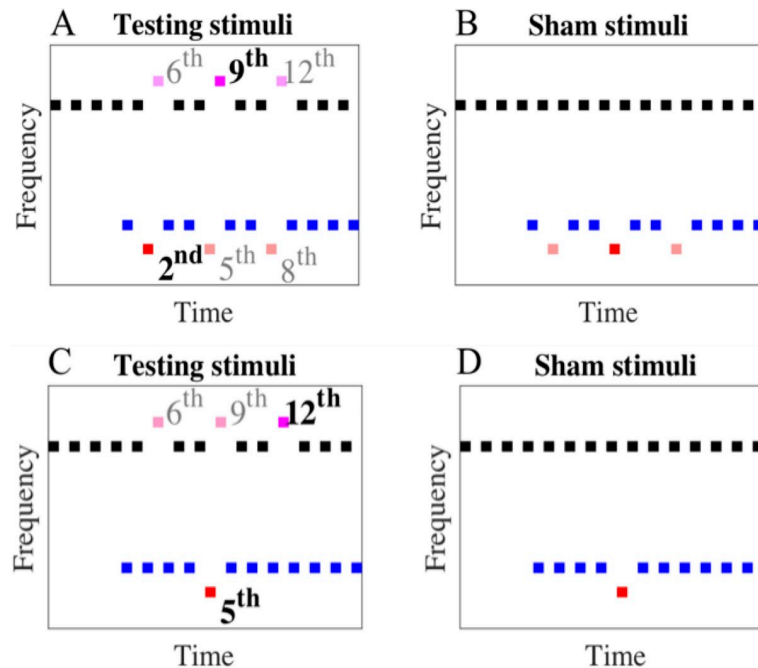 A Testing stimuli
6th 9th 12th
Frequency
2nd 5th 8th
Time
B Sham stimuli
Frequency
Time
C Testing stimuli
6th 9th 12th
Frequency
5th
Time
D Sham stimuli
Frequency
Time